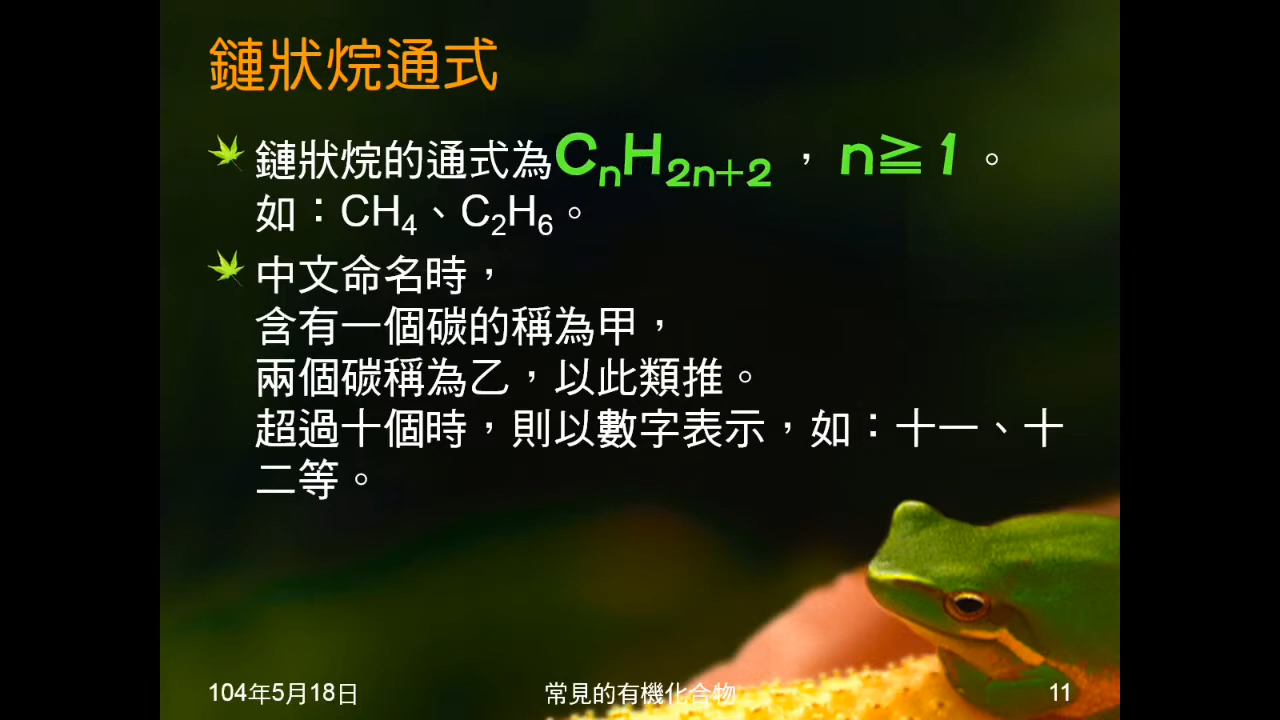 鏈狀烷通式
鏈狀烷的通式為CnH2n+2，n≧1。
如：CH4、C2H6。
中文命名時，
含有一個碳的稱為甲，
兩個碳稱為乙，以此類推。
超過十個時，則以數字表示，如：十一、十
二等。
104年5月18日 常見的有機化合物 11